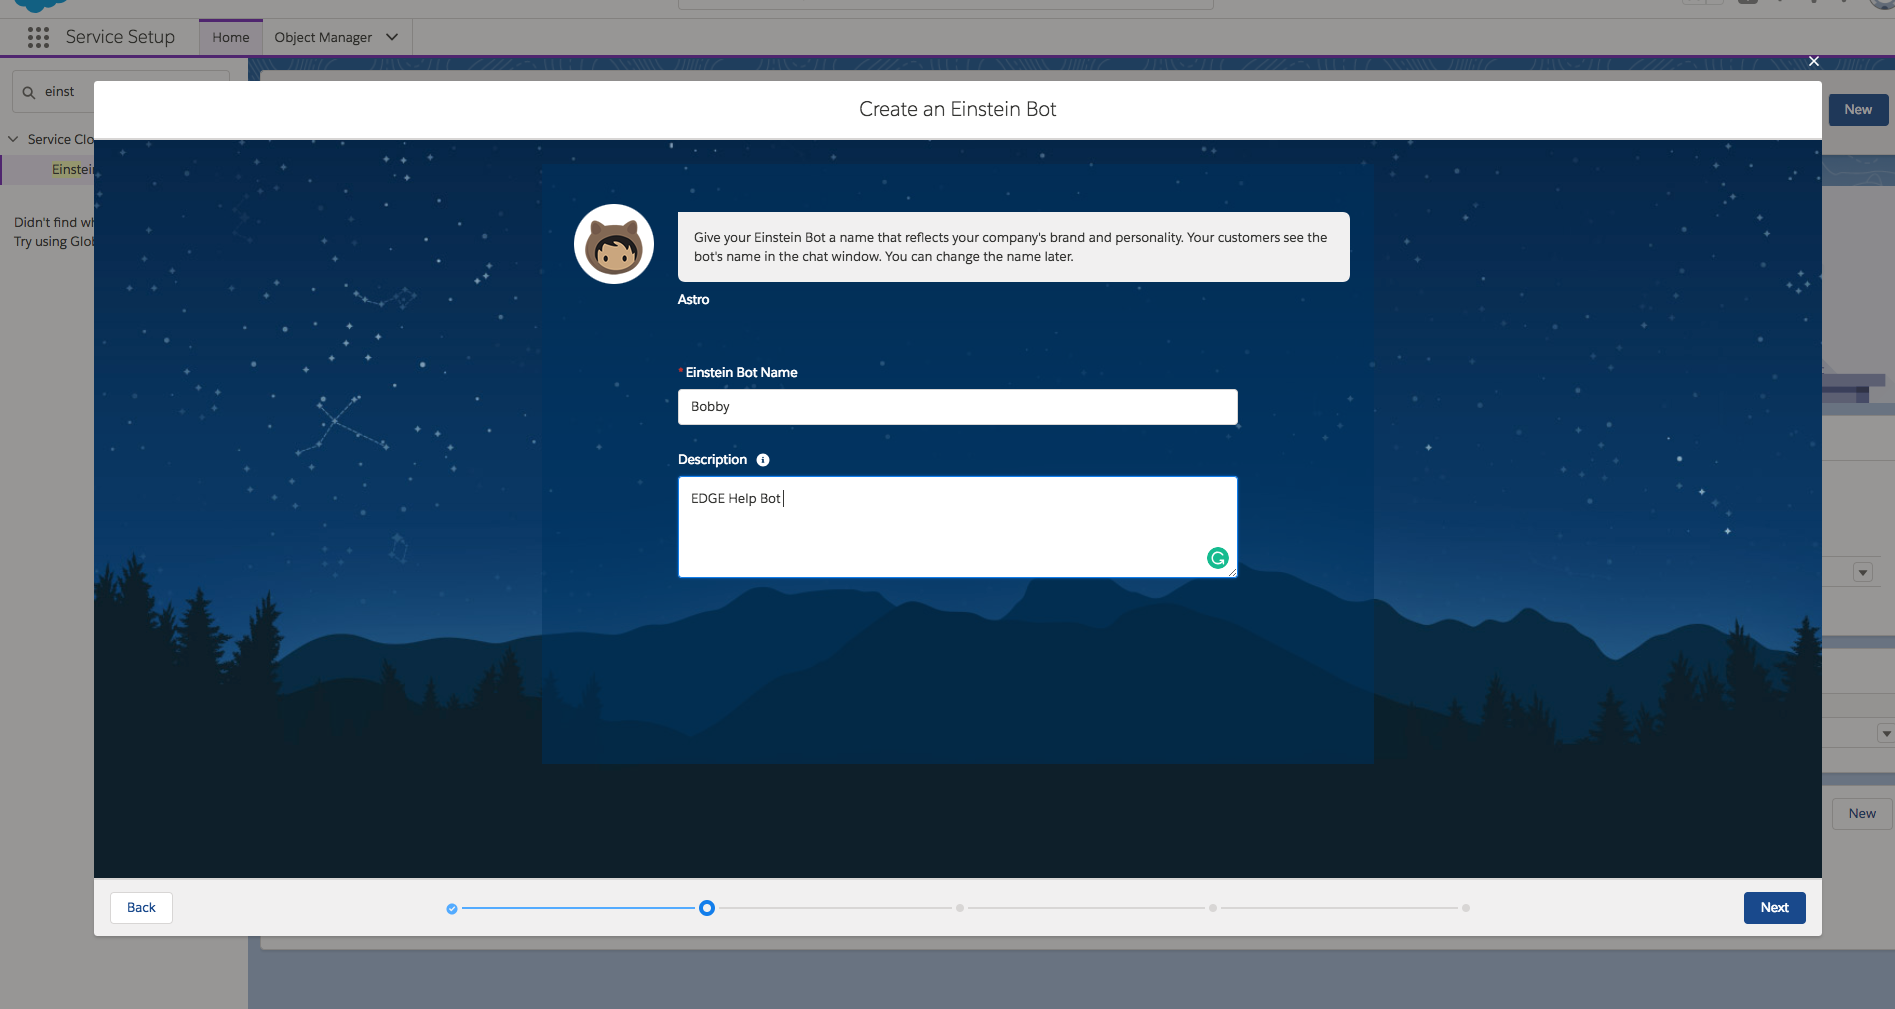 Service Setup
Home
Object Manager
einst
Create an Einstein Bot
New
Service Clo
Einstein
Didn't find wh
Try using Glob
Give your Einstein Bot a name that reflects your company's brand and personality. Your customers see the
bot's name in the chat window. You can change the name later.
Astro
* Einstein Bot Name
Bobby
Description
EDGE Help Bot
New
Back
Next